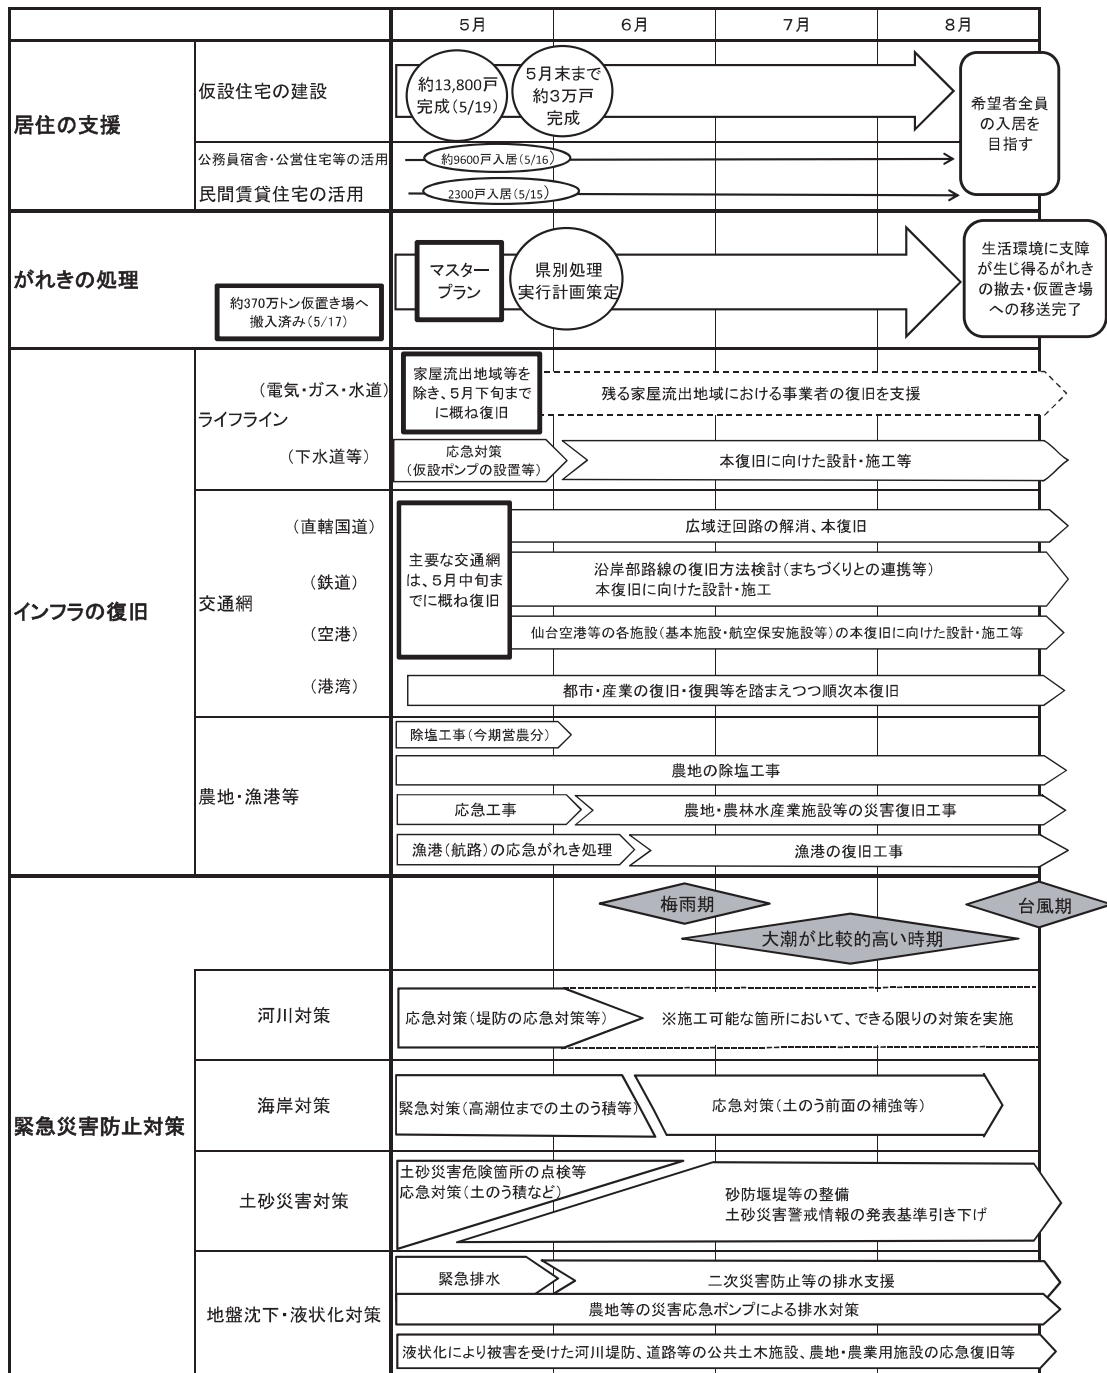 5月
6月
7月
8月
居住の支援
仮設住宅の建設
約13,800戸
完成(5/19)
5月末まで
約3万戸
完成
希望者全員
の入居を
目指す
公務員宿舎・公営住宅等の活用
約9600戸入居(5/16)
民間賃貸住宅の活用
2300戸入居(5/15)
がれきの処理
約370万トン仮置き場へ
搬入済み(5/17)
マスター
プラン
県別処理
実行計画策定
生活環境に支障
が生じ得るがれき
の撤去・仮置き場
への移送完了
インフラの復旧
ライフライン
(電気・ガス・水道)
家屋流出地域等を
除き、5月下旬まで
に概ね復旧
残る家屋流出地域における事業者の復旧を支援
(下水道等)
応急対策
(仮設ポンプの設置等)
本復旧に向けた設計・施工等
交通網
(直轄国道)
主要な交通網
は、5月中旬ま
でに概ね復旧
広域迂回路の解消、本復旧
(鉄道)
沿岸部路線の復旧方法検討(まちづくりとの連携等)
本復旧に向けた設計・施工
(空港)
仙台空港等の各施設(基本施設・航空保安施設等)の本復旧に向けた設計・施工等
(港湾)
都市・産業の復旧・復興等を踏まえつつ順次本復旧
農地・漁港等
除塩工事(今期営農分)
農地の除塩工事
応急工事
農地・農林水産業施設等の災害復旧工事
漁港(航路)の応急がれき処理
漁港の復旧工事
緊急災害防止対策
梅雨期
台風期
大潮が比較的高い時期
河川対策
応急対策(堤防の応急対策等)
※施工可能な箇所において、できる限りの対策を実施
海岸対策
緊急対策(高潮位までの土のう積等)
応急対策(土のう前面の補強等)
土砂災害対策
土砂災害危険箇所の点検等
応急対策(土のう積など)
砂防堰堤等の整備
土砂災害警戒情報の発表基準引き下げ
地盤沈下・液状化対策
緊急排水
二次災害防止等の排水支援
農地等の災害応急ポンプによる排水対策
液状化により被害を受けた河川堤防、道路等の公共土木施設、農地・農業用施設の応急復旧等